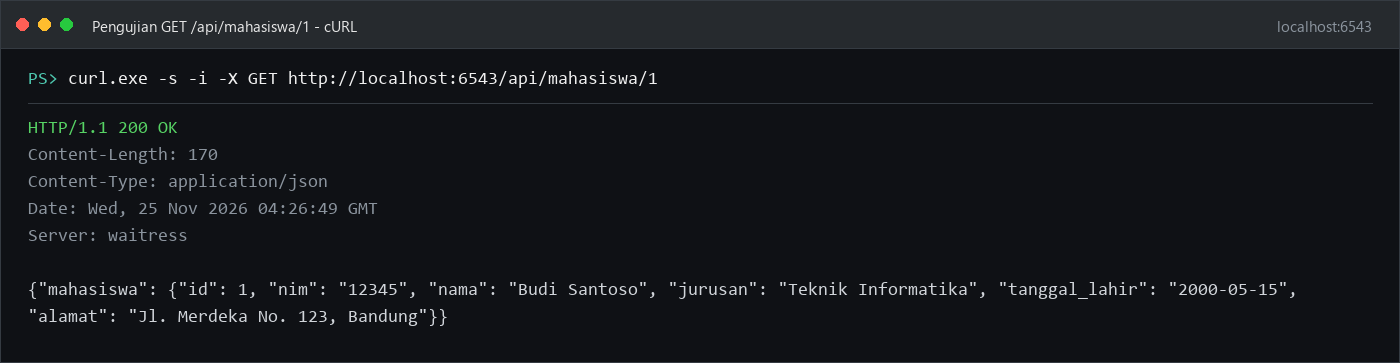 Pengujian GET /api/mahasiswa/1 - cURL
localhost:6543
PS> curl.exe -s -i -X GET http://localhost:6543/api/mahasiswa/1
HTTP/1.1 200 OK
Content-Length: 170
Content-Type: application/json
Date: Wed, 25 Nov 2026 04:26:49 GMT
Server: waitress
{"mahasiswa": {"id": 1, "nim": "12345", "nama": "Budi Santoso", "jurusan": "Teknik Informatika", "tanggal_lahir": "2000-05-15",
"alamat": "Jl. Merdeka No. 123, Bandung"}}